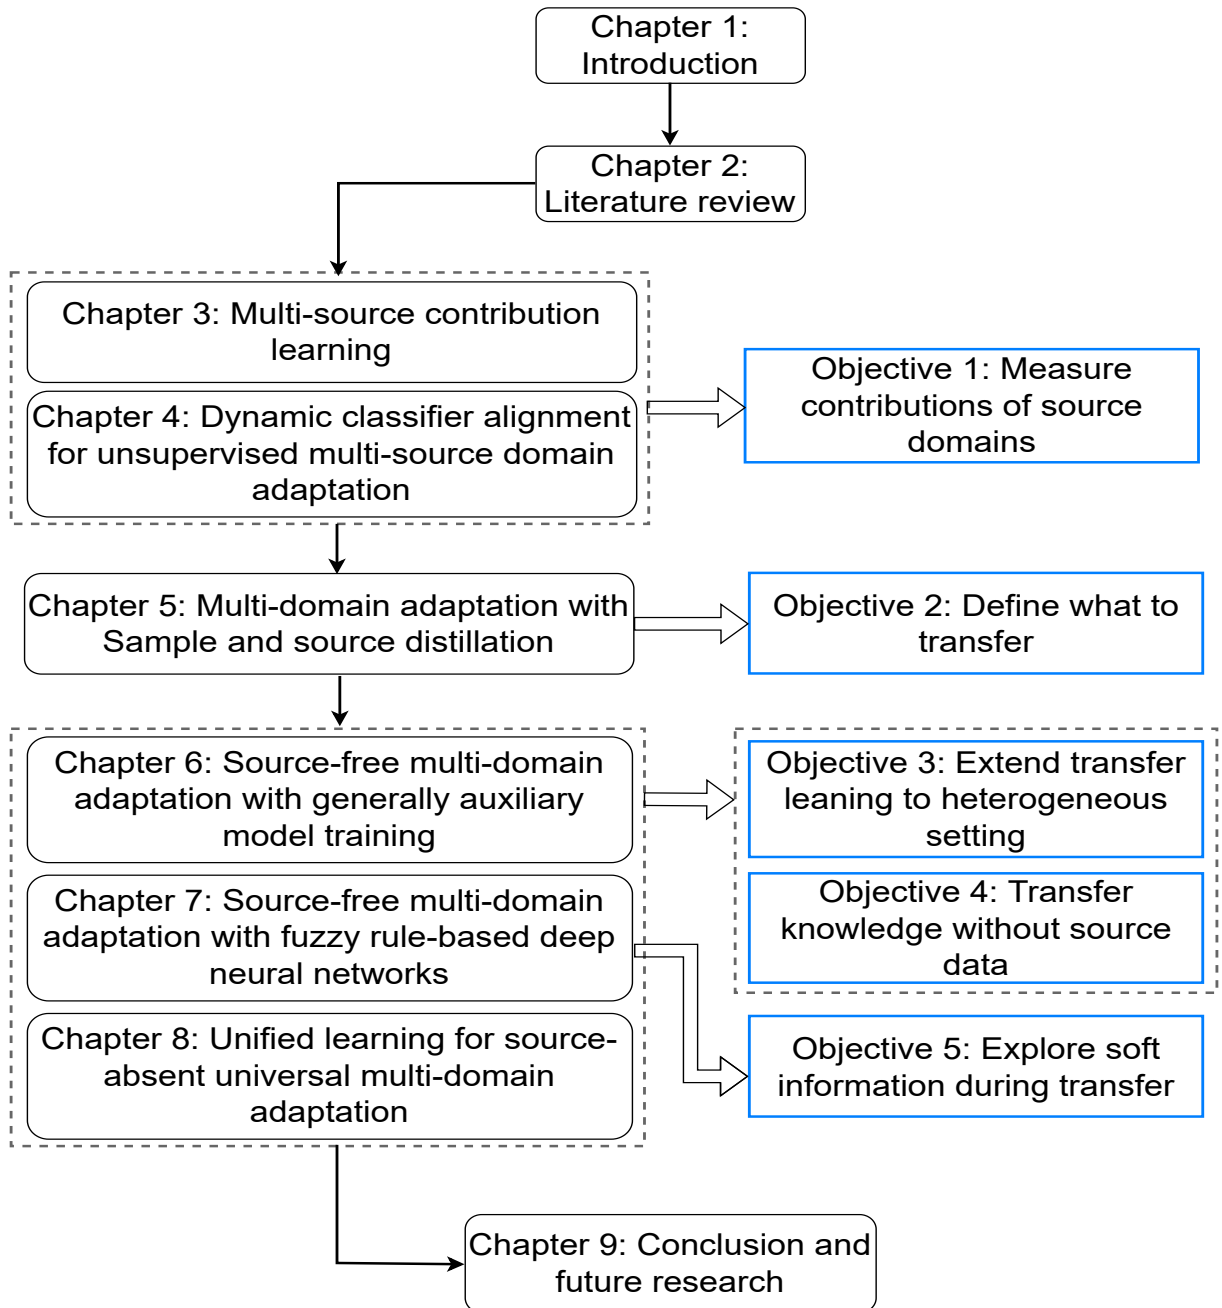 Chapter 1:
Introduction
Chapter 2:
Literature review
Chapter 3: Multi-source contribution
learning
Chapter 4: Dynamic classifier alignment
for unsupervised multi-source domain
adaptation
Objective 1: Measure
contributions of source
domains
Chapter 5: Multi-domain adaptation with
Sample and source distillation
Objective 2: Define what to
transfer
Chapter 6: Source-free multi-domain
adaptation with generally auxiliary
model training
Objective 3: Extend transfer
leaning to heterogeneous
setting
Chapter 7: Source-free multi-domain
adaptation with fuzzy rule-based deep
neural networks
Objective 4: Transfer
knowledge without source
data
Chapter 8: Unified learning for source-
absent universal multi-domain
adaptation
Objective 5: Explore soft
information during transfer
Chapter 9: Conclusion and
future research